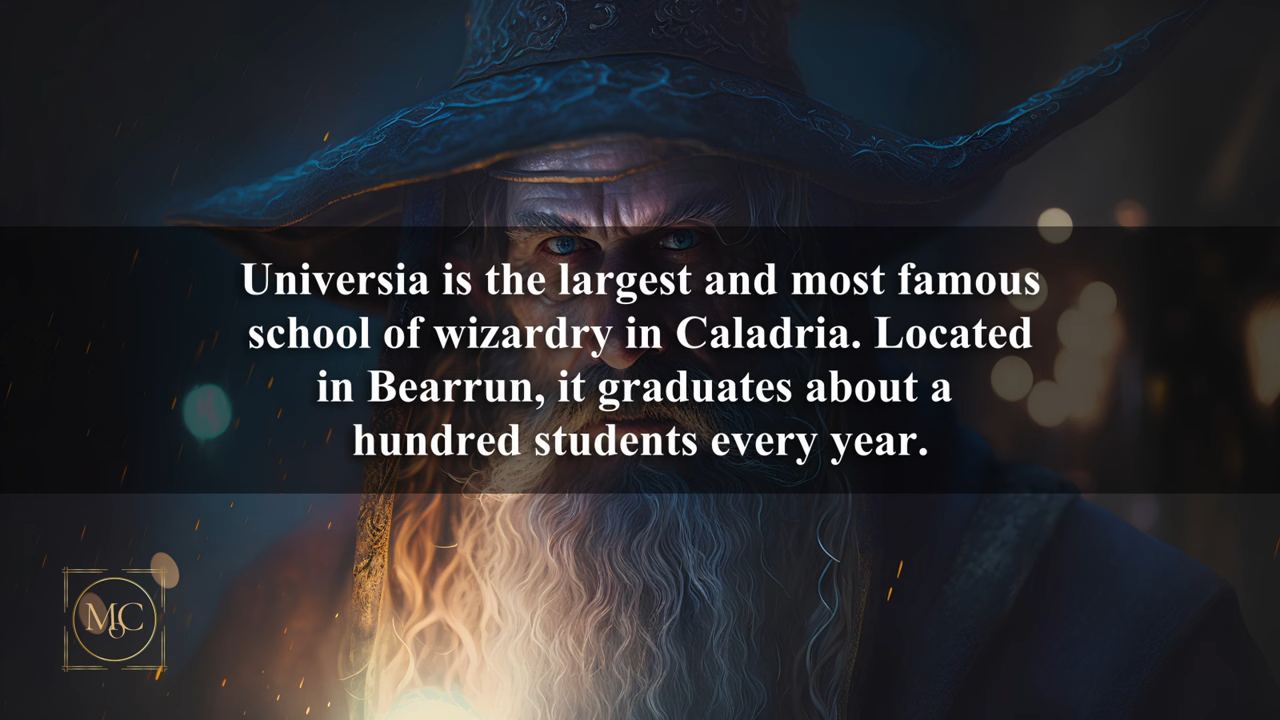 Universia is the largest and most famous
school of wizardry in Caladria. Located
in Bearrun, it graduates about a
hundred students every year.
MSC